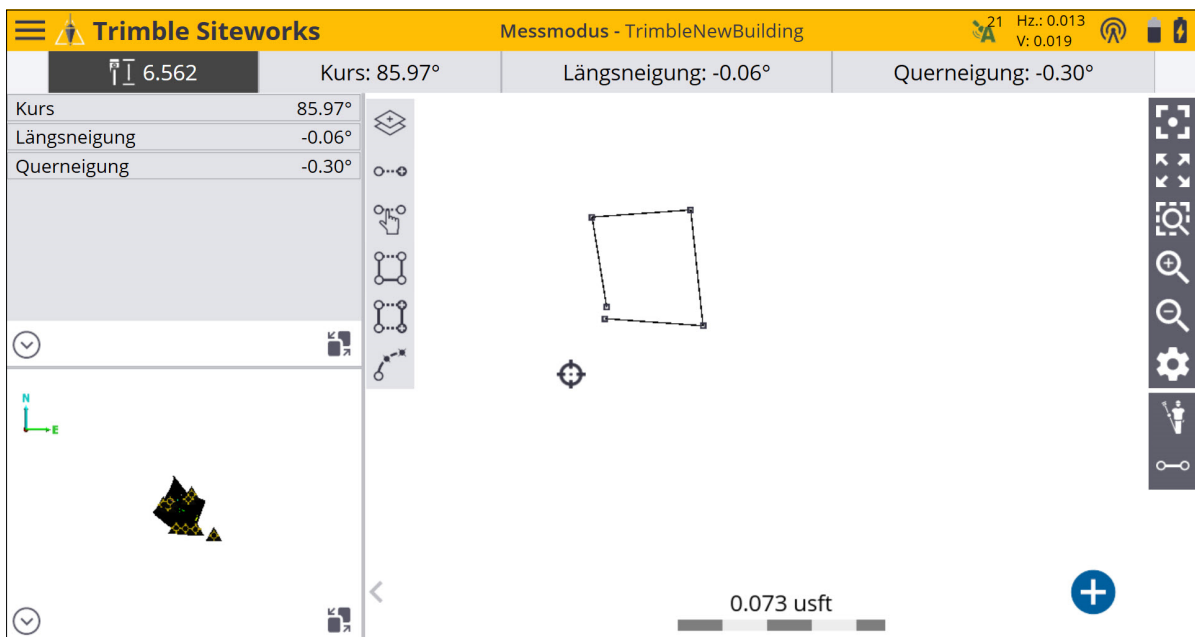 Trimble Siteworks
Messmodus - TrimbleNewBuilding
21
Hz.: 0.013
V: 0.019
6.562
Kurs: 85.97°
Längsneigung: -0.06°
Querneigung: -0.30°
Kurs 85.97°
Längsneigung -0.06°
Querneigung -0.30°
N
E
0.073 usft